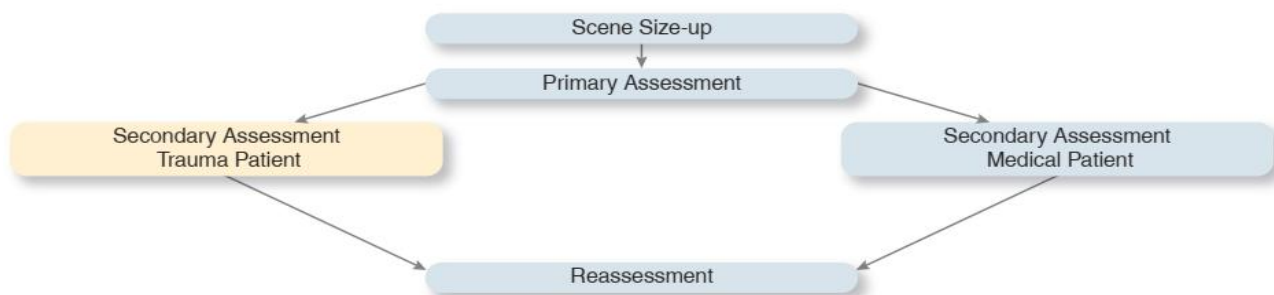 Scene Size-up
Primary Assessment
Secondary Assessment
Trauma Patient
Secondary Assessment
Medical Patient
Reassessment